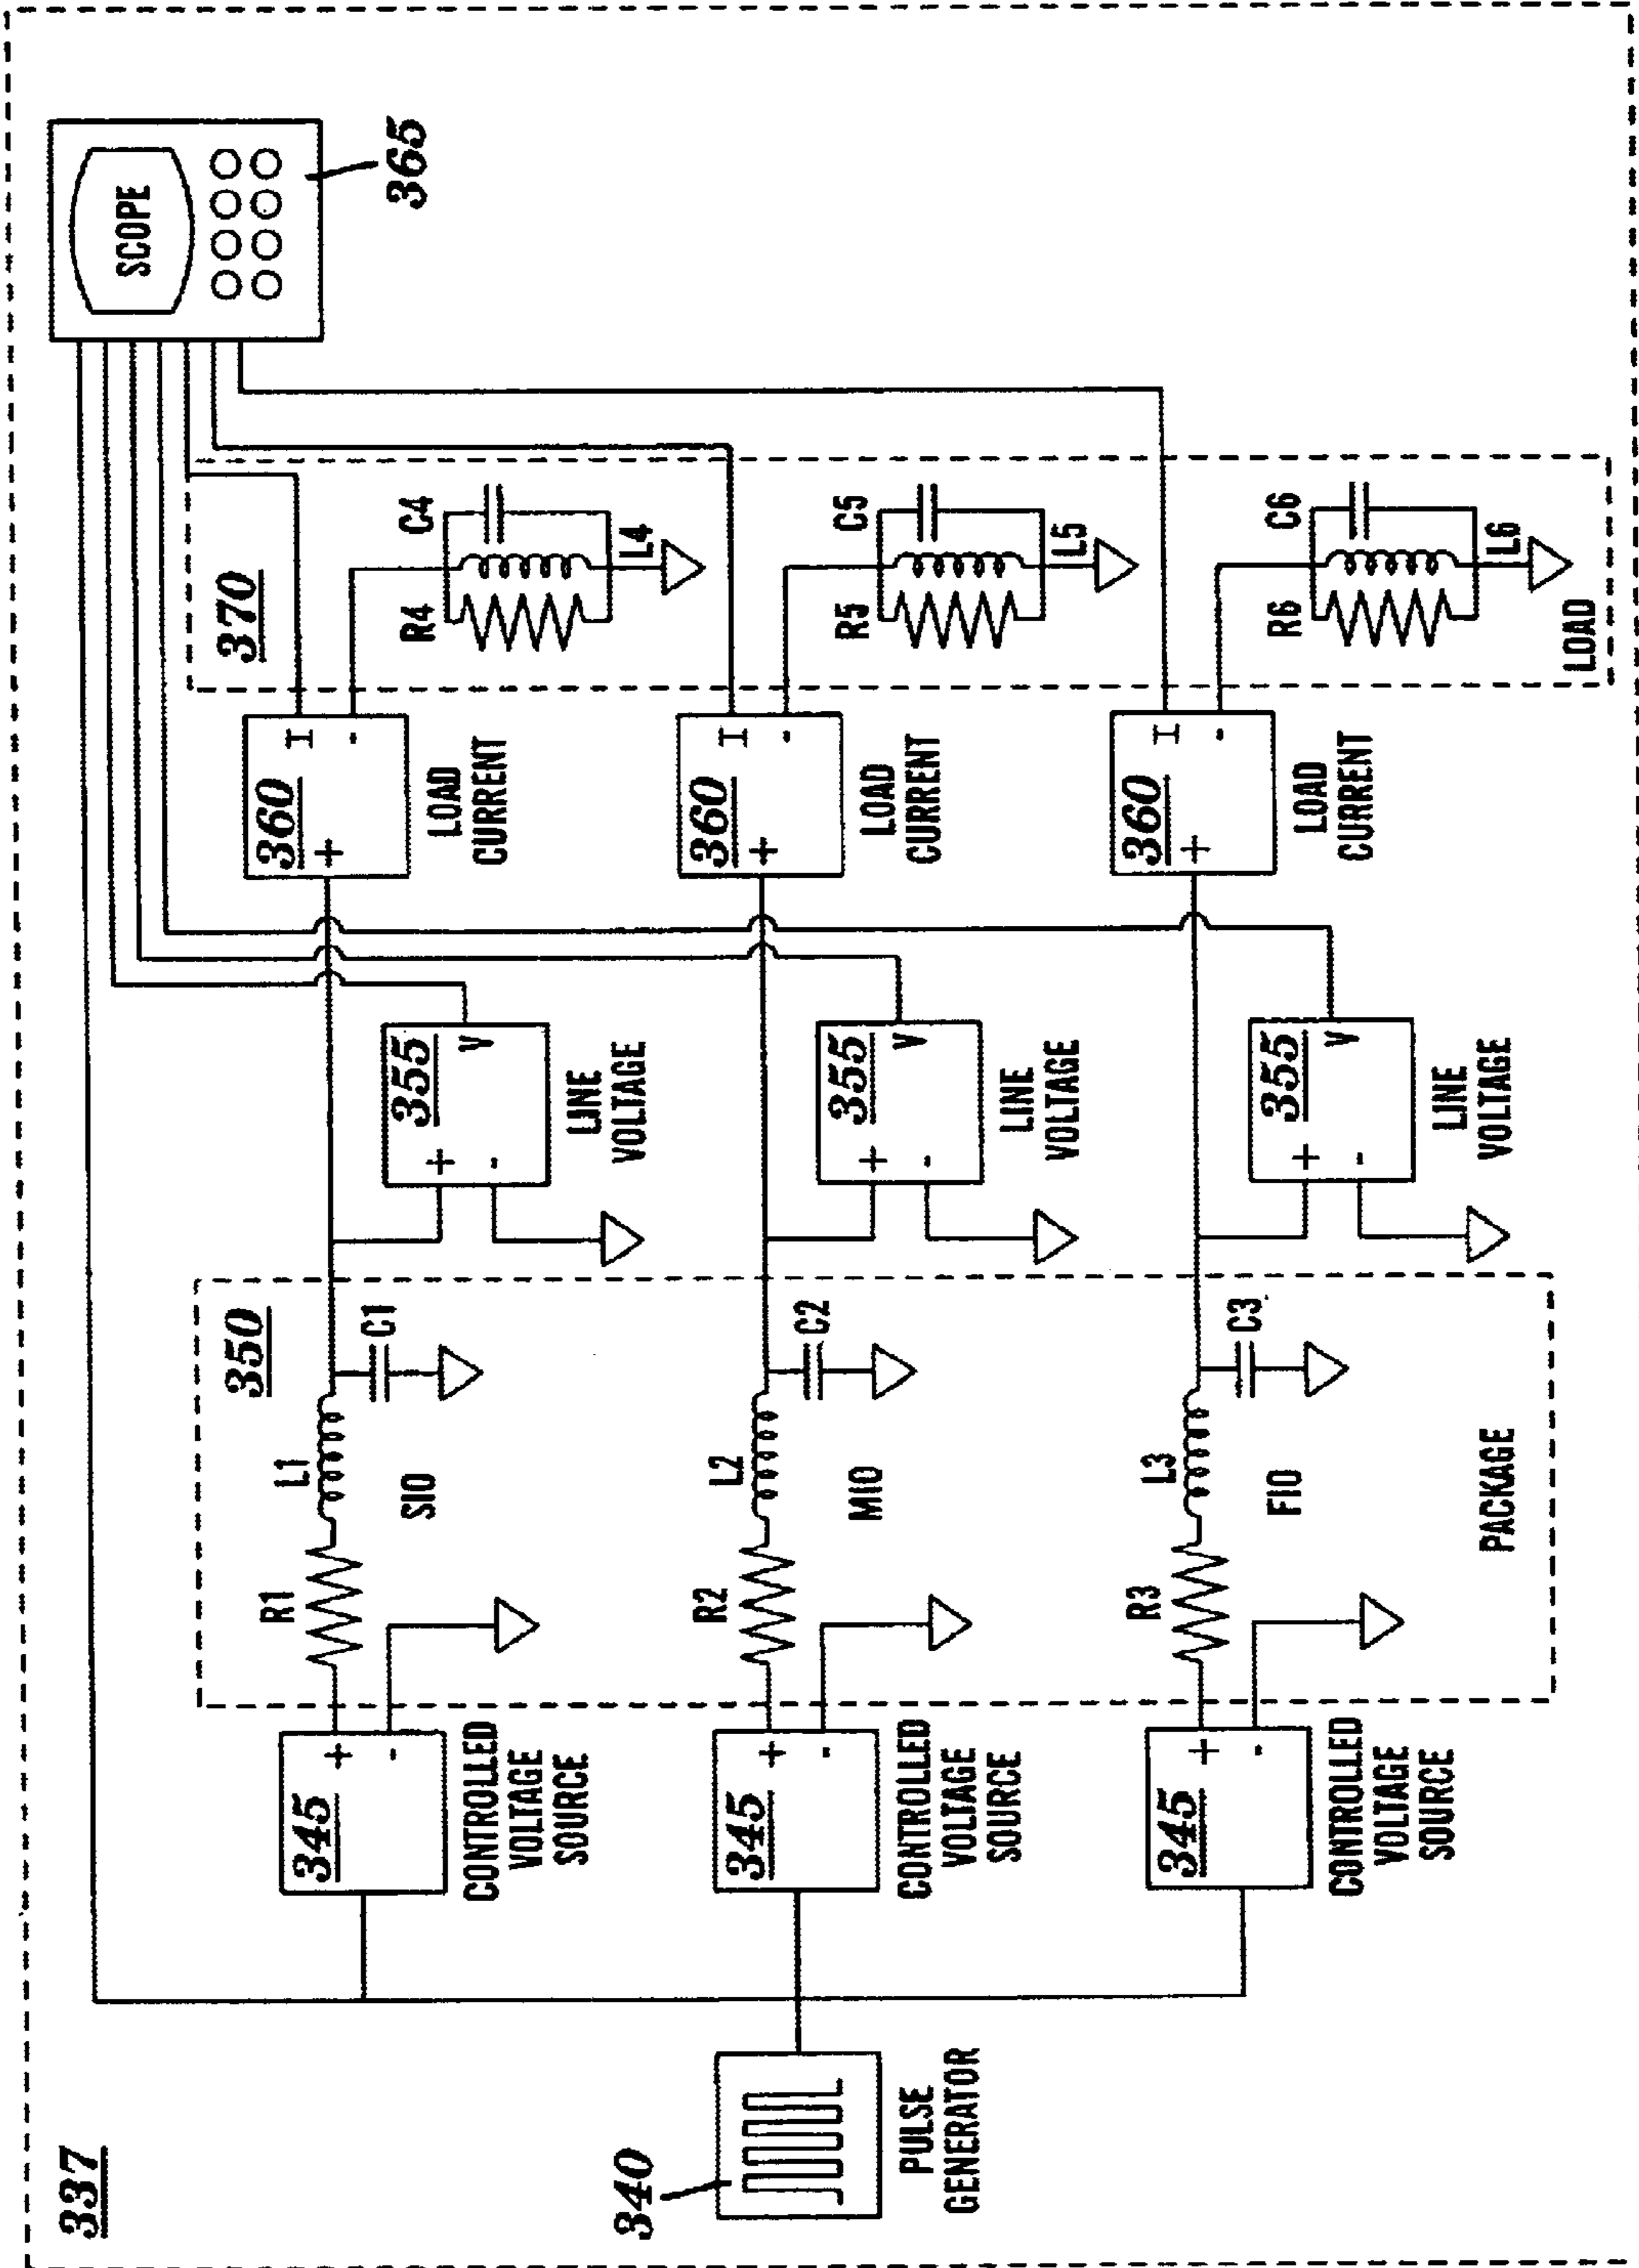 337
SCOPE
365
370
360
+
I
-
LOAD
CURRENT
R4
C4
L4
355
+
-
V
LINE
VOLTAGE
350
R1
L1
C1
SIO
345
+
-
CONTROLLED
VOLTAGE
SOURCE
340
PULSE
GENERATOR
345
+
-
CONTROLLED
VOLTAGE
SOURCE
R2
L2
C2
MIO
355
+
-
V
LINE
VOLTAGE
360
+
I
-
LOAD
CURRENT
R5
C5
L5
345
+
-
CONTROLLED
VOLTAGE
SOURCE
R3
L3
C3
FIO
PACKAGE
355
+
-
V
LINE
VOLTAGE
360
+
I
-
LOAD
CURRENT
R6
C6
L6
LOAD